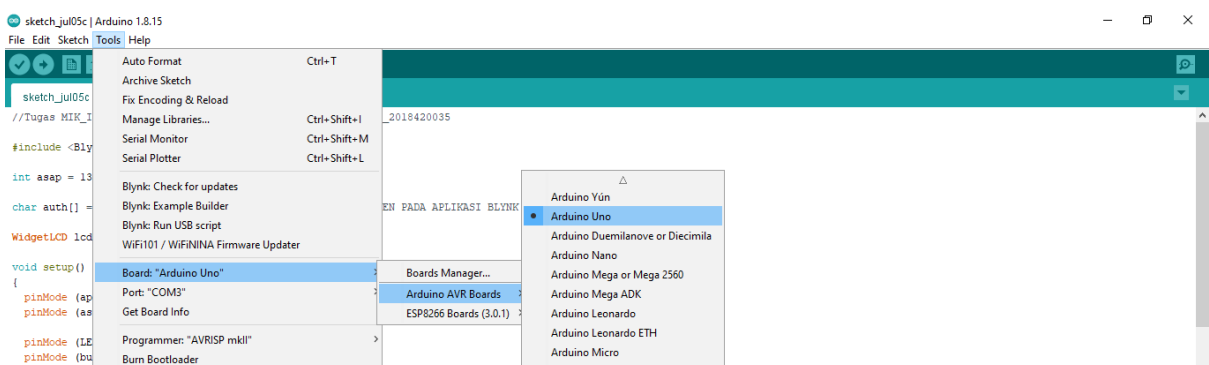 sketch_jul05c | Arduino 1.8.15
File Edit Sketch Tools Help
sketch_jul05c
Auto Format Ctrl+T
Archive Sketch
Fix Encoding & Reload
Manage Libraries... Ctrl+Shift+I
Serial Monitor Ctrl+Shift+M
Serial Plotter Ctrl+Shift+L
Blynk: Check for updates
Blynk: Example Builder
Blynk: Run USB script
WiFi101 / WiFiNINA Firmware Updater
Board: "Arduino Uno"
Port: "COM3"
Get Board Info
Programmer: "AVRISP mkII"
Burn Bootloader
Boards Manager...
Arduino AVR Boards
ESP8266 Boards (3.0.1)
Arduino Yún
Arduino Uno
Arduino Duemilanove or Diecimila
Arduino Nano
Arduino Mega or Mega 2560
Arduino Mega ADK
Arduino Leonardo
Arduino Leonardo ETH
Arduino Micro
//Tugas MIK_I _2018420035
#include <Bly
int asap = 13
char auth[] = EN PADA APLIKASI BLYNK
WidgetLCD lcd
void setup()
{
pinMode (ap
pinMode (as
pinMode (LE
pinMode (bu